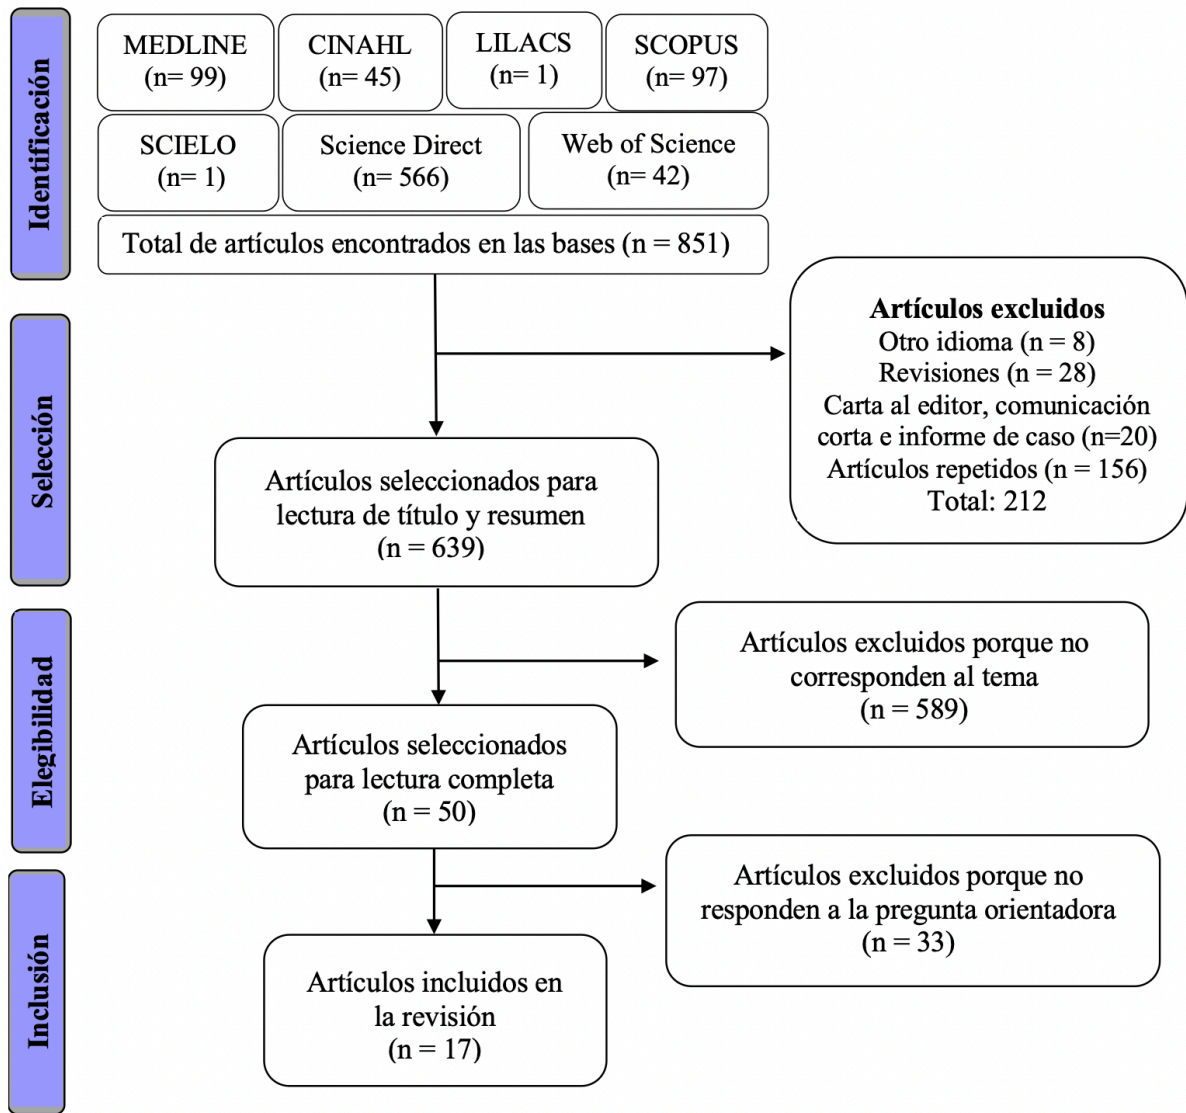 Identificación
MEDLINE
(n= 99)
CINAHL
(n= 45)
LILACS
(n= 1)
SCOPUS
(n= 97)
SCIELO
(n= 1)
Science Direct
(n= 566)
Web of Science
(n= 42)
Total de artículos encontrados en las bases (n = 851)
Selección
Artículos excluidos
Otro idioma (n = 8)
Revisiones (n = 28)
Carta al editor, comunicación
corta e informe de caso (n=20)
Artículos repetidos (n = 156)
Total: 212
Artículos seleccionados para
lectura de título y resumen
(n = 639)
Elegibilidad
Artículos excluidos porque no
corresponden al tema
(n = 589)
Artículos seleccionados
para lectura completa
(n = 50)
Inclusión
Artículos excluidos porque no
responden a la pregunta orientadora
(n = 33)
Artículos incluidos en
la revisión
(n = 17)